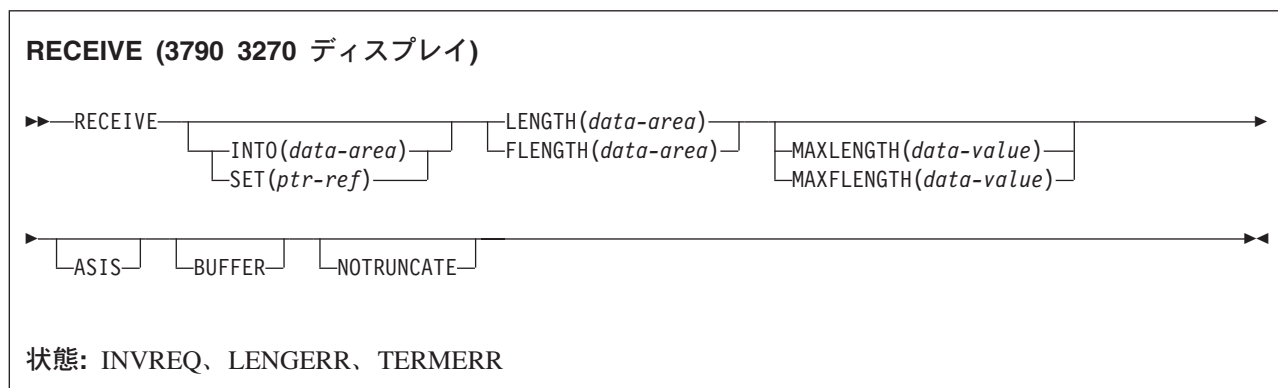 RECEIVE (3790 3270 ディスプレイ)
RECEIVE INTO(data-area) SET(ptr-ref) LENGTH(data-area) FLENGTH(data-area) MAXLENGTH(data-value) MAXFLENGTH(data-value)
ASIS BUFFER NOTRUNCATE
状態: INVREQ、LENGERR、TERMERR